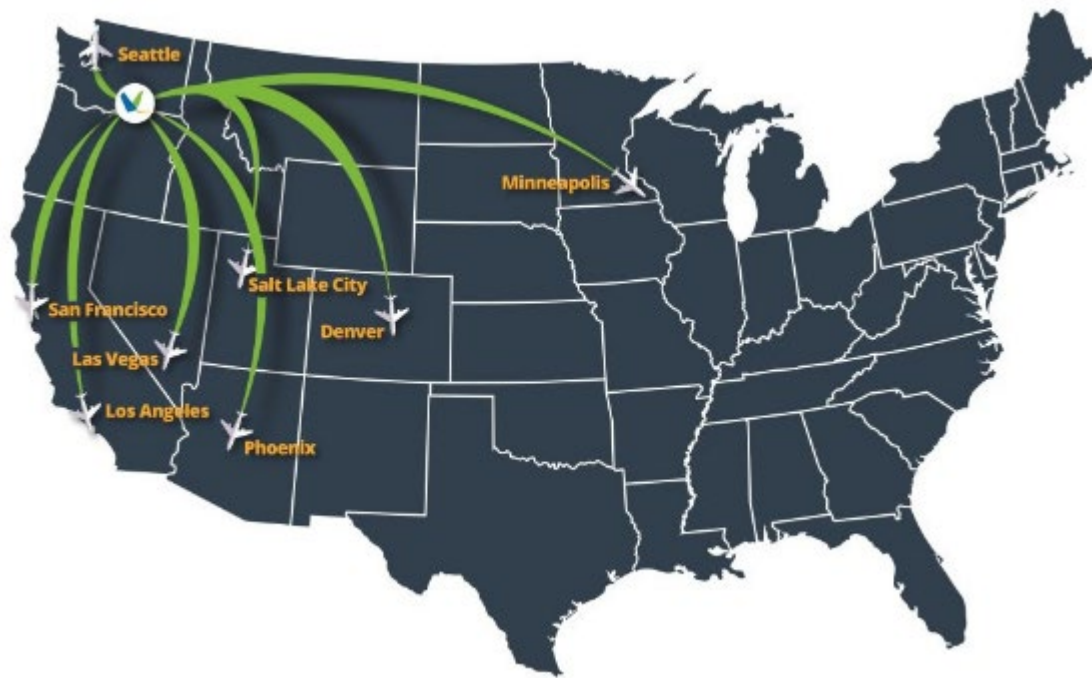 Seattle
Minneapolis
Salt Lake City
San Francisco
Denver
Las Vegas
Los Angeles
Phoenix